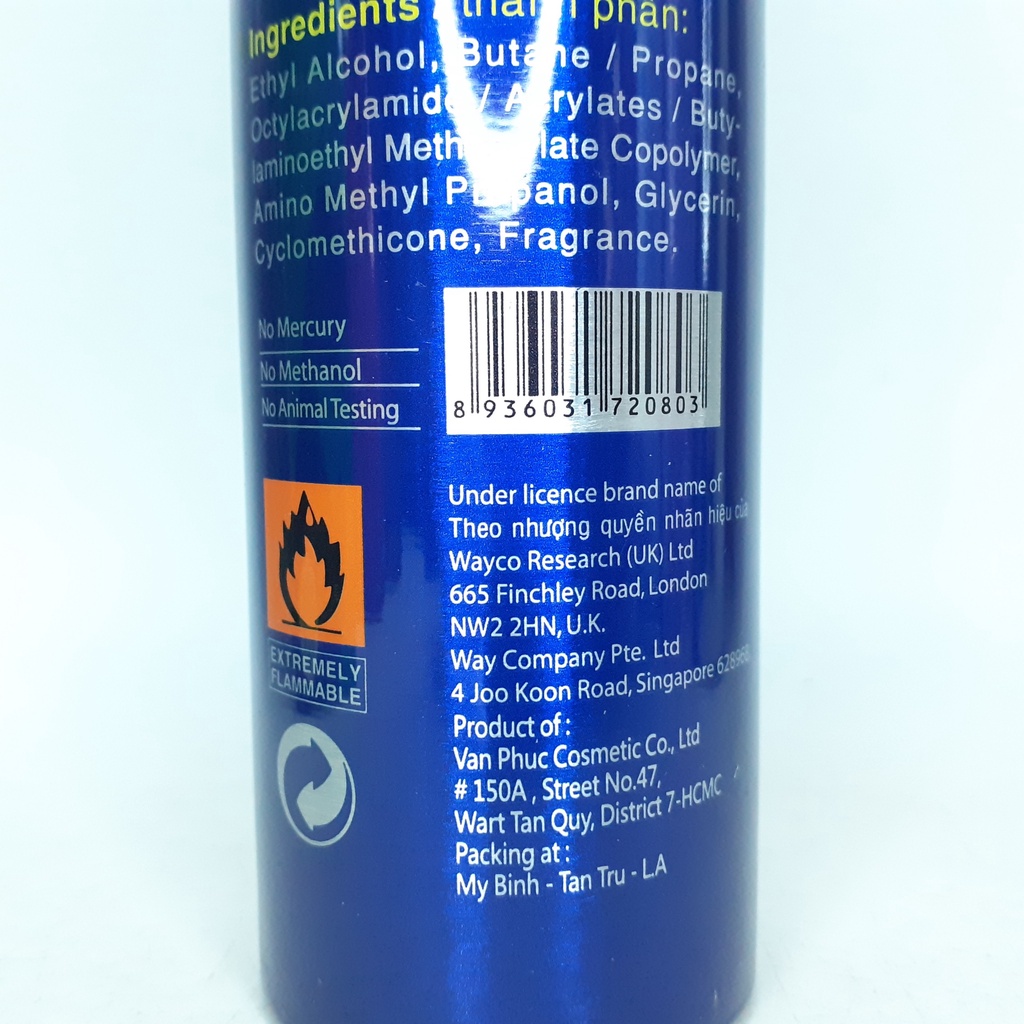 Ingredients thành phần:
Ethyl Alcohol, Butane / Propane,
Octylacrylamide / Acrylates / Buty-
laminoethyl Methacrylate Copolymer,
Amino Methyl Propanol, Glycerin,
Cyclomethicone, Fragrance.
No Mercury
No Methanol
No Animal Testing
8 936031 720803
EXTREMELY
FLAMMABLE
Under licence brand name of
Theo nhượng quyền nhãn hiệu của
Wayco Research (UK) Ltd
665 Finchley Road, London
NW2 2HN, U.K.
Way Company Pte. Ltd
4 Joo Koon Road, Singapore
Product of :
Van Phuc Cosmetic Co., Ltd
# 150A , Street No.47,
Wart Tan Quy, District 7-HCMC
Packing at :
My Binh - Tan Tru - L.A